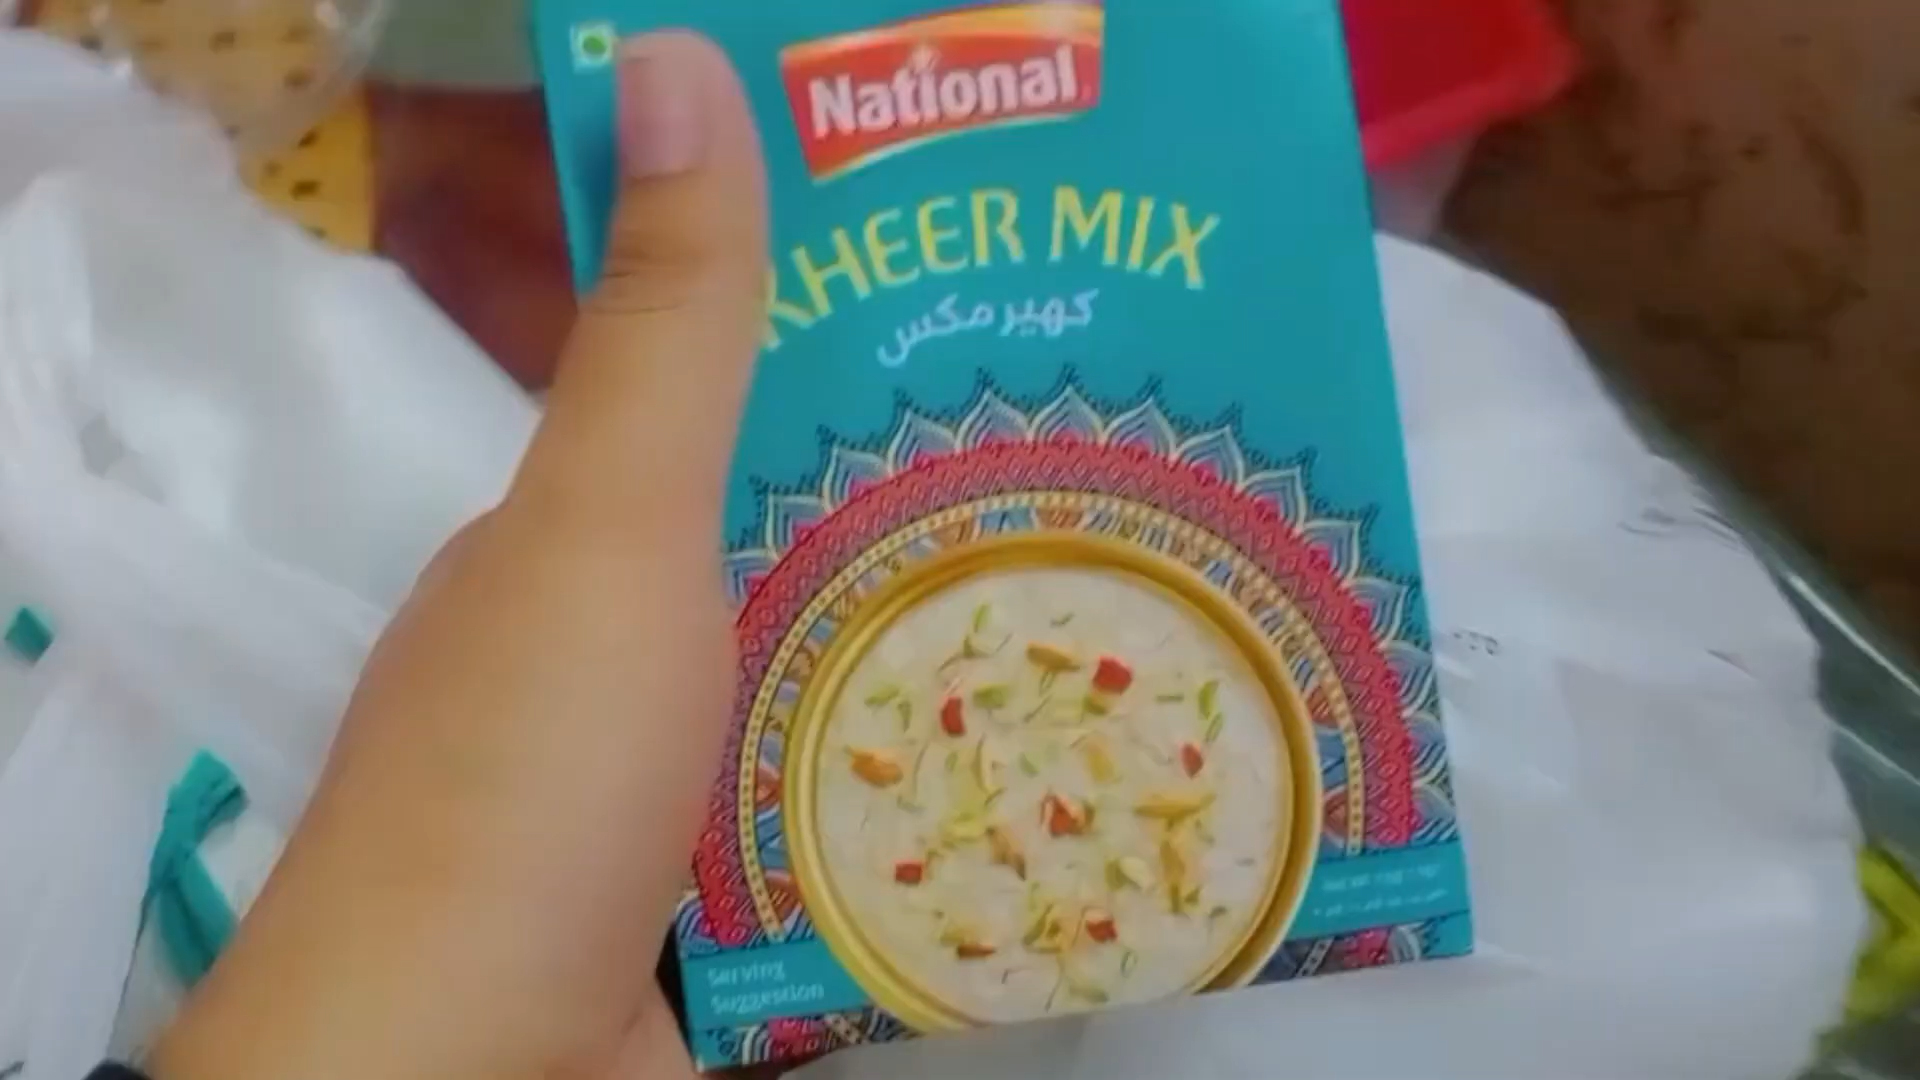 National
KHEER MIX
کھیر مکس
Serving
Suggestion